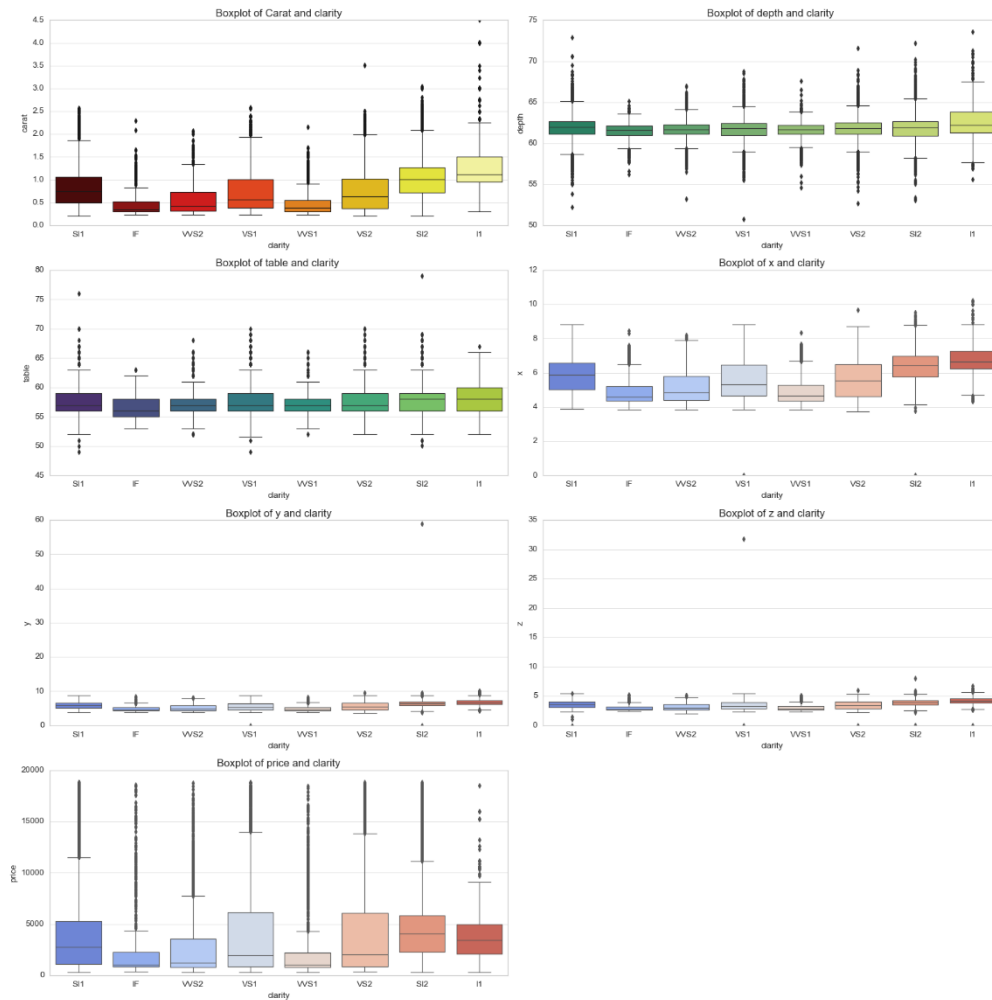 Boxplot of Carat and clarity
4.5
4.0
3.5
3.0
2.5
2.0
1.5
1.0
0.5
0.0
carat
SI1 IF VVS2 VS1 VVS1 VS2 SI2 I1
clarity
Boxplot of depth and clarity
75
70
65
60
55
50
depth
SI1 IF VVS2 VS1 VVS1 VS2 SI2 I1
clarity
Boxplot of table and clarity
80
75
70
65
60
55
50
45
table
SI1 IF VVS2 VS1 VVS1 VS2 SI2 I1
clarity
Boxplot of x and clarity
12
10
8
6
4
2
0
x
SI1 IF VVS2 VS1 VVS1 VS2 SI2 I1
clarity
Boxplot of y and clarity
60
50
40
30
20
10
0
y
SI1 IF VVS2 VS1 VVS1 VS2 SI2 I1
clarity
Boxplot of z and clarity
35
30
25
20
15
10
5
0
z
SI1 IF VVS2 VS1 VVS1 VS2 SI2 I1
clarity
Boxplot of price and clarity
20000
15000
10000
5000
0
price
SI1 IF VVS2 VS1 VVS1 VS2 SI2 I1
clarity